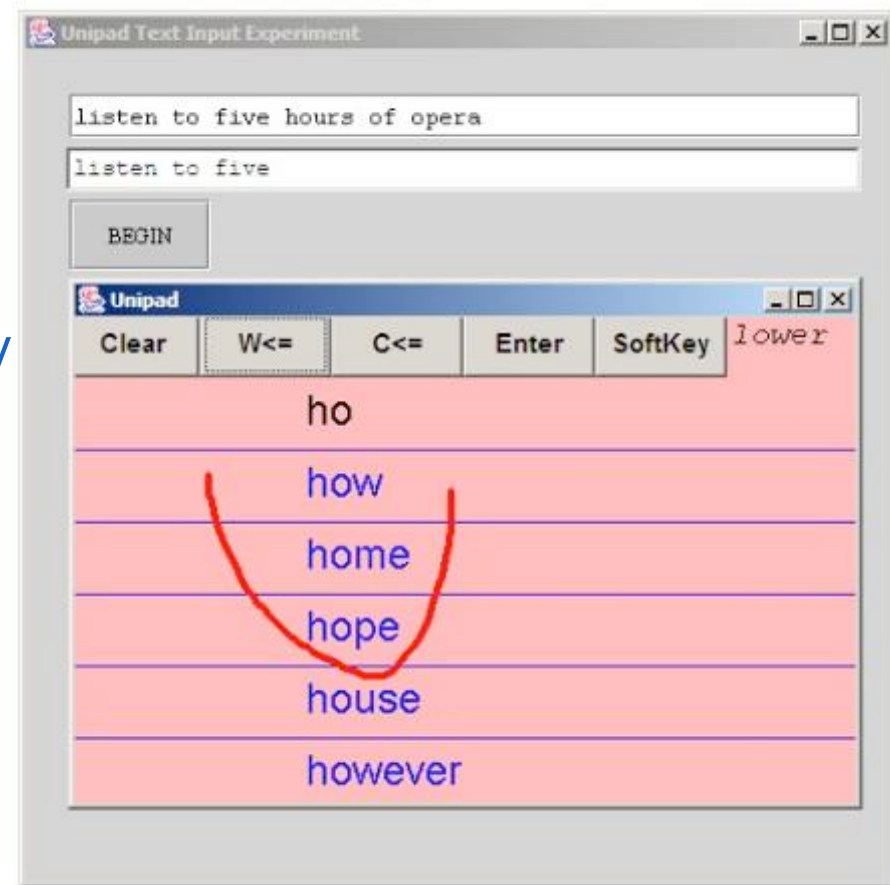 Unipad Text Input Experiment
listen to five hours of opera
listen to five
BEGIN
Unipad
Clear W<= C<= Enter SoftKey lower
ho
how
home
hope
house
however
y